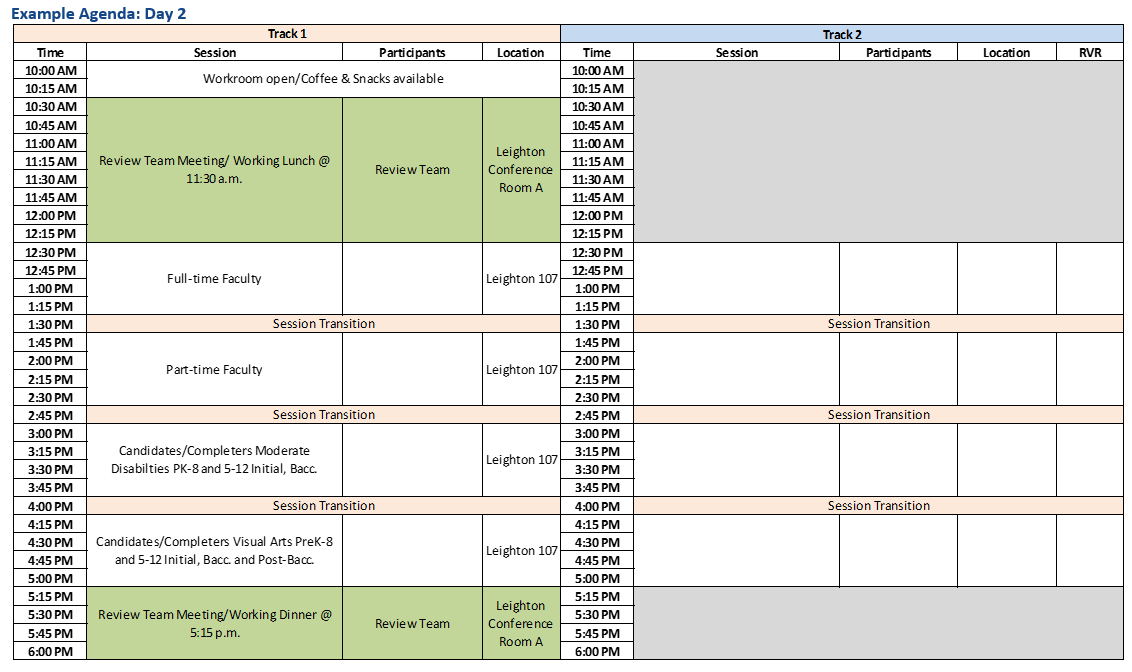 Example Agenda: Day 2
Track 1 Track 2
Time Session Participants Location Time Session Participants Location RVR
10:00 AM Workroom open/Coffee & Snacks available 10:00 AM
10:15 AM 10:15 AM
10:30 AM 10:30 AM
10:45 AM 10:45 AM
11:00 AM 11:00 AM
11:15 AM Review Team Meeting/ Working Lunch @ Review Team Leighton 11:15 AM
11:30 AM 11:30 a.m. Conference 11:30 AM
11:45 AM Room A 11:45 AM
12:00 PM 12:00 PM
12:15 PM 12:15 PM
12:30 PM 12:30 PM
12:45 PM Full-time Faculty Leighton 107 12:45 PM
1:00 PM 1:00 PM
1:15 PM 1:15 PM
1:30 PM Session Transition 1:30 PM Session Transition
1:45 PM 1:45 PM
2:00 PM Part-time Faculty Leighton 107 2:00 PM
2:15 PM 2:15 PM
2:30 PM 2:30 PM
2:45 PM Session Transition 2:45 PM Session Transition
3:00 PM 3:00 PM
3:15 PM Candidates/Completers Moderate Leighton 107 3:15 PM
3:30 PM Disabilties PK-8 and 5-12 Initial, Bacc. 3:30 PM
3:45 PM 3:45 PM
4:00 PM Session Transition 4:00 PM Session Transition
4:15 PM 4:15 PM
4:30 PM Candidates/Completers Visual Arts PreK-8 Leighton 107 4:30 PM
4:45 PM and 5-12 Initial, Bacc. and Post-Bacc. 4:45 PM
5:00 PM 5:00 PM
5:15 PM Leighton 5:15 PM
5:30 PM Review Team Meeting/Working Dinner @ Review Team Conference 5:30 PM
5:45 PM 5:15 p.m. Room A 5:45 PM
6:00 PM 6:00 PM